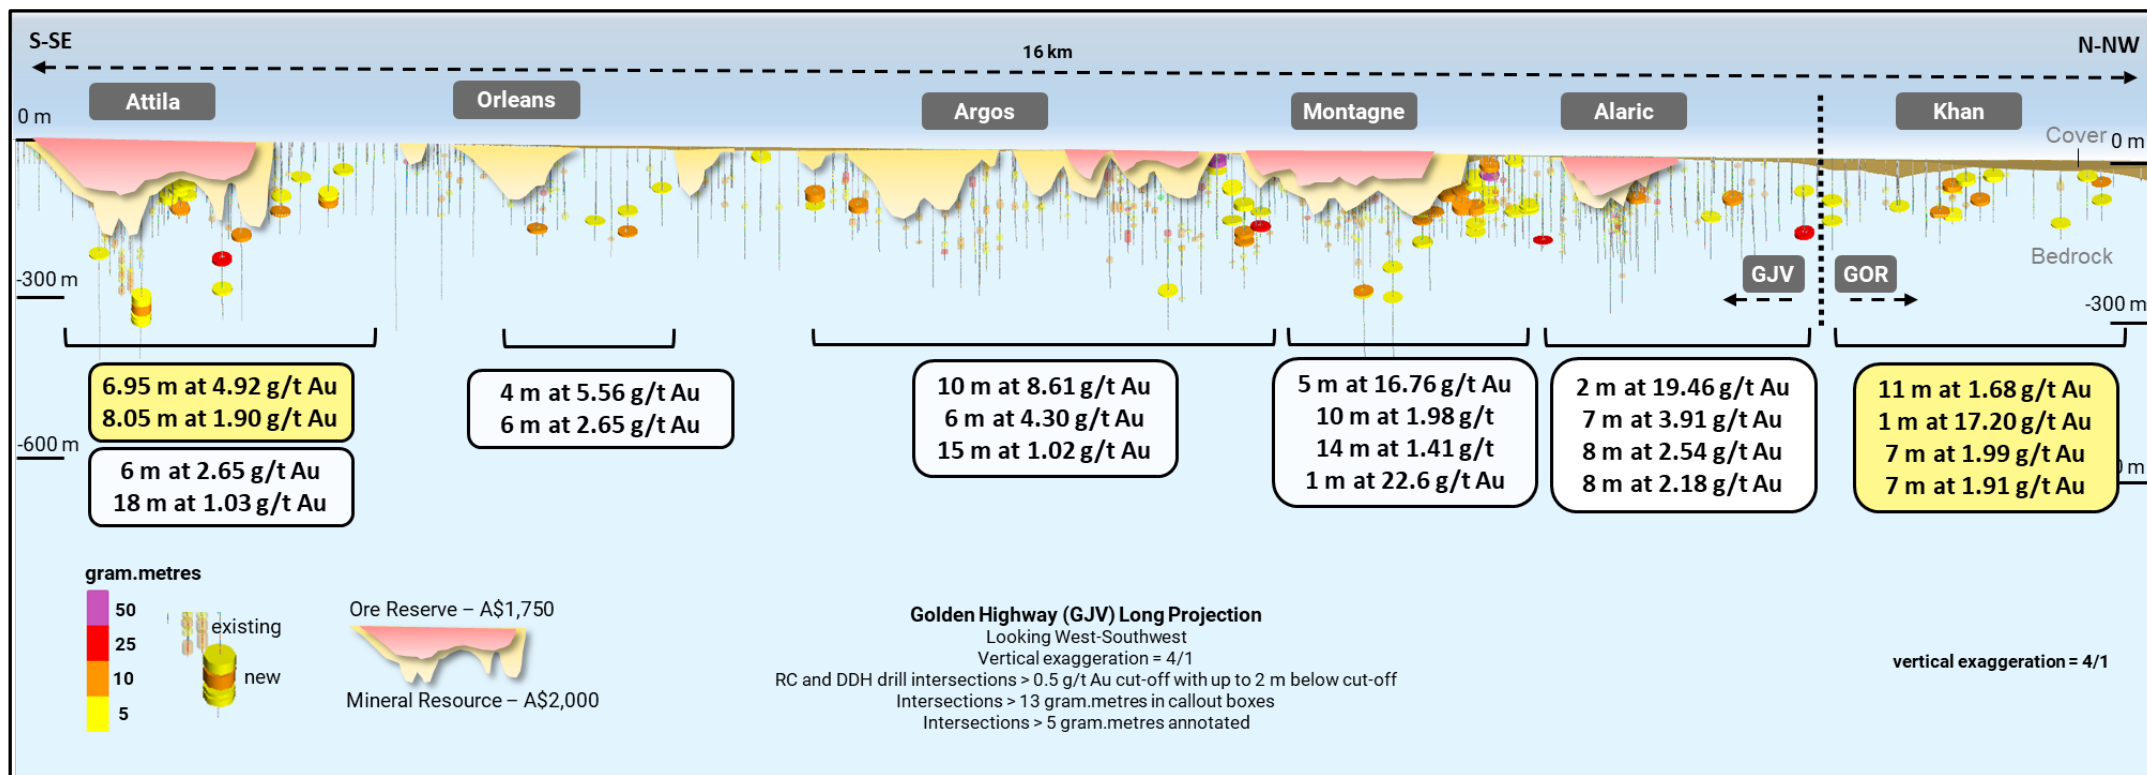 S-SE
N-NW
16 km
Attila
Orleans
Argos
Montagne
Alaric
Khan
0 m
Cover
0 m
Bedrock
GJV
GOR
-300 m
-300 m
6.95 m at 4.92 g/t Au
8.05 m at 1.90 g/t Au
6 m at 2.65 g/t Au
18 m at 1.03 g/t Au
4 m at 5.56 g/t Au
6 m at 2.65 g/t Au
10 m at 8.61 g/t Au
6 m at 4.30 g/t Au
15 m at 1.02 g/t Au
5 m at 16.76 g/t Au
10 m at 1.98 g/t
14 m at 1.41 g/t
1 m at 22.6 g/t Au
2 m at 19.46 g/t Au
7 m at 3.91 g/t Au
8 m at 2.54 g/t Au
8 m at 2.18 g/t Au
11 m at 1.68 g/t Au
1 m at 17.20 g/t Au
7 m at 1.99 g/t Au
7 m at 1.91 g/t Au
-600 m
m
gram.metres
50
25
10
5
existing
new
Ore Reserve – A$1,750
Mineral Resource – A$2,000
Golden Highway (GJV) Long Projection
Looking West-Southwest
Vertical exaggeration = 4/1
RC and DDH drill intersections > 0.5 g/t Au cut-off with up to 2 m below cut-off
Intersections > 13 gram.metres in callout boxes
Intersections > 5 gram.metres annotated
vertical exaggeration = 4/1